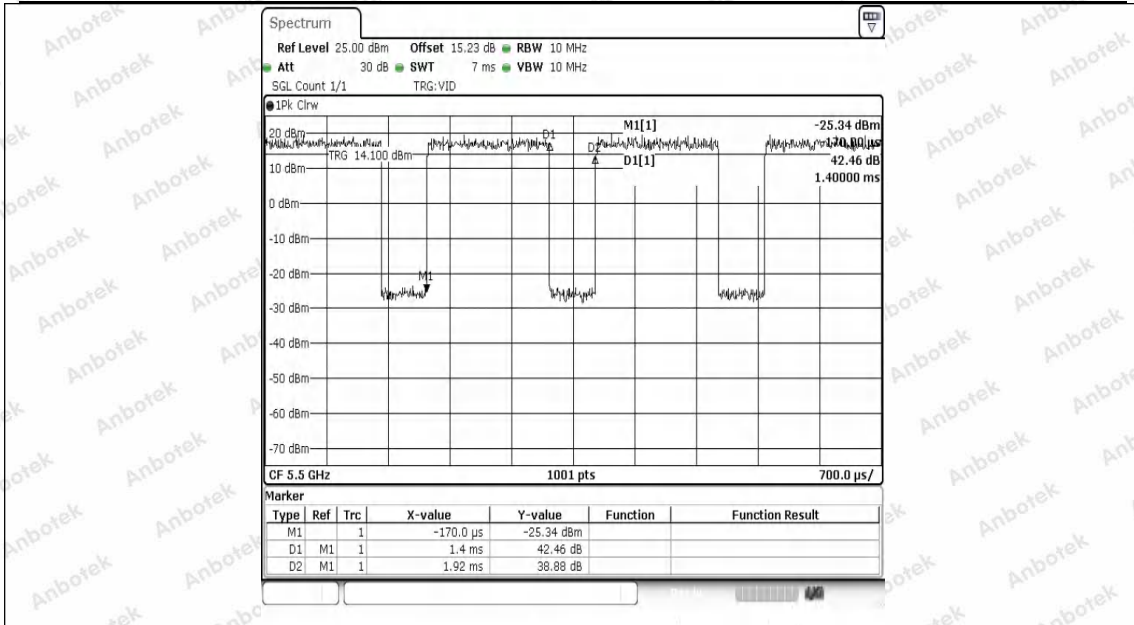 Spectrum
Ref Level 25.00 dBm Offset 15.23 dB RBW 10 MHz
Att 30 dB SWT 7 ms VBW 10 MHz
SGL Count 1/1 TRG:VID
1Pk Clrw
M1[1] -25.34 dBm
20 dBm
D1
D2
TRG 14.100 dBm
D1[1] 42.46 dB
10 dBm
1.40000 ms
0 dBm
-10 dBm
-20 dBm
M1
-30 dBm
-40 dBm
-50 dBm
-60 dBm
-70 dBm
CF 5.5 GHz 1001 pts 700.0 µs/
Marker
Type Ref Trc X-value Y-value Function Function Result
M1 1 -170.0 µs -25.34 dBm
D1 M1 1 1.4 ms 42.46 dB
D2 M1 1 1.92 ms 38.88 dB
Anbotek